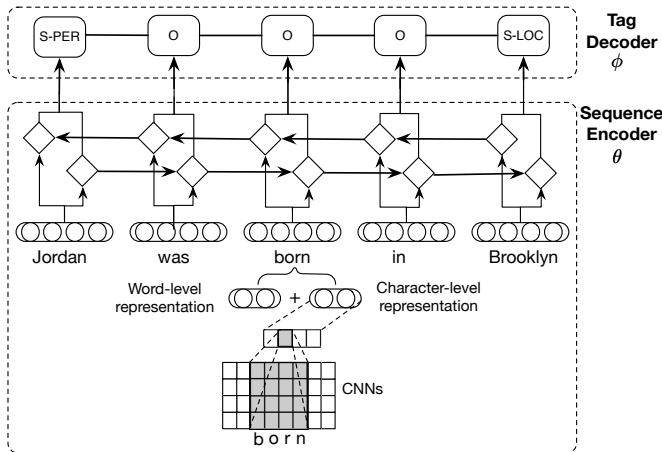 S-PER O O O S-LOC
Tag
Decoder
ϕ
Sequence
Encoder
θ
Jordan was born in Brooklyn
Word-level
representation
+
Character-level
representation
CNNs
b o r n